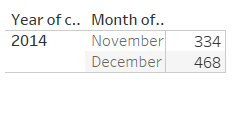 Year of c.. Month of..
2014 November 334
December 468